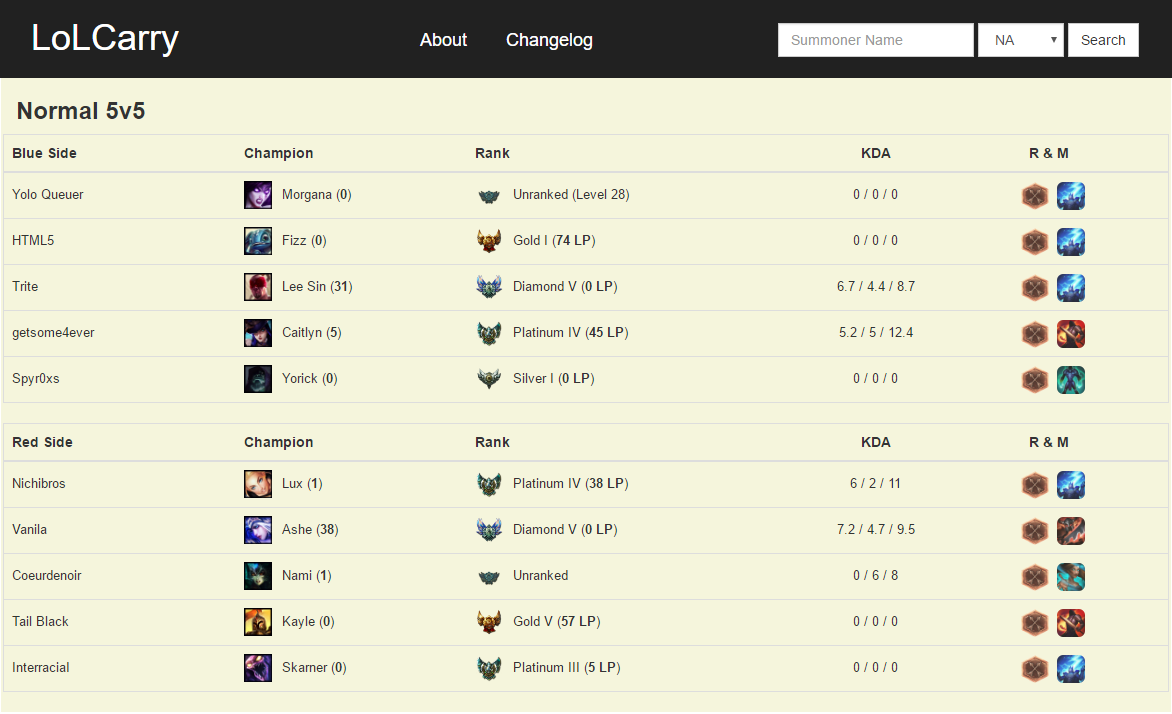 LoLCarry About Changelog Summoner Name NA Search
Normal 5v5
Blue Side Champion Rank KDA R & M
Yolo Queuer Morgana (0) Unranked (Level 28) 0 / 0 / 0
HTML5 Fizz (0) Gold I (74 LP) 0 / 0 / 0
Trite Lee Sin (31) Diamond V (0 LP) 6.7 / 4.4 / 8.7
getsome4ever Caitlyn (5) Platinum IV (45 LP) 5.2 / 5 / 12.4
Spyr0xs Yorick (0) Silver I (0 LP) 0 / 0 / 0
Red Side Champion Rank KDA R & M
Nichibros Lux (1) Platinum IV (38 LP) 6 / 2 / 11
Vanila Ashe (38) Diamond V (0 LP) 7.2 / 4.7 / 9.5
Coeurdenoir Nami (1) Unranked 0 / 6 / 8
Tail Black Kayle (0) Gold V (57 LP) 0 / 0 / 0
Interracial Skarner (0) Platinum III (5 LP) 0 / 0 / 0